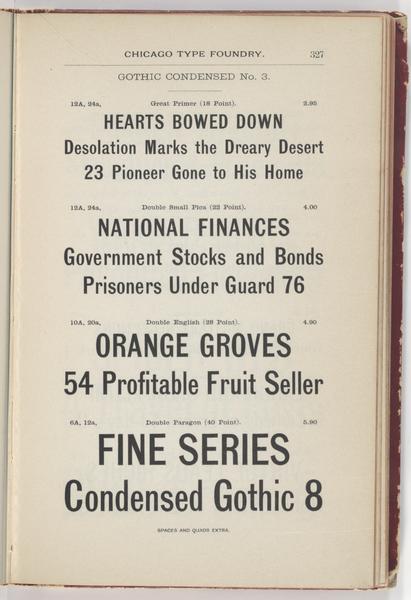 CHICAGO TYPE FOUNDRY. 327
GOTHIC CONDENSED No. 3.
12A, 24a, Great Primer (18 Point). 2.95
HEARTS BOWED DOWN
Desolation Marks the Dreary Desert
23 Pioneer Gone to His Home
12A, 24a, Double Small Pica (22 Point). 4.00
NATIONAL FINANCES
Government Stocks and Bonds
Prisoners Under Guard 76
10A, 20a, Double English (28 Point). 4.90
ORANGE GROVES
54 Profitable Fruit Seller
6A, 12a, Double Paragon (40 Point). 5.90
FINE SERIES
Condensed Gothic 8
SPACES AND QUADS EXTRA.